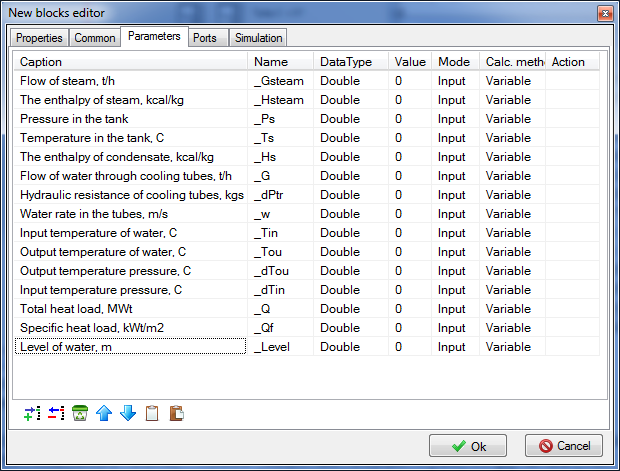 New blocks editor
Properties Common Parameters Ports Simulation
Caption Name DataType Value Mode Calc. metho Action
Flow of steam, t/h _Gsteam Double 0 Input Variable
The enthalpy of steam, kcal/kg _Hsteam Double 0 Input Variable
Pressure in the tank _Ps Double 0 Input Variable
Temperature in the tank, C _Ts Double 0 Input Variable
The enthalpy of condensate, kcal/kg _Hs Double 0 Input Variable
Flow of water through cooling tubes, t/h _G Double 0 Input Variable
Hydraulic resistance of cooling tubes, kgs _dPtr Double 0 Input Variable
Water rate in the tubes, m/s _w Double 0 Input Variable
Input temperature of water, C _Tin Double 0 Input Variable
Output temperature of water, C _Tou Double 0 Input Variable
Output temperature pressure, C _dTou Double 0 Input Variable
Input temperature pressure, C _dTin Double 0 Input Variable
Total heat load, MWt _Q Double 0 Input Variable
Specific heat load, kWt/m2 _Qf Double 0 Input Variable
Level of water, m _Level Double 0 Input Variable
Ok Cancel